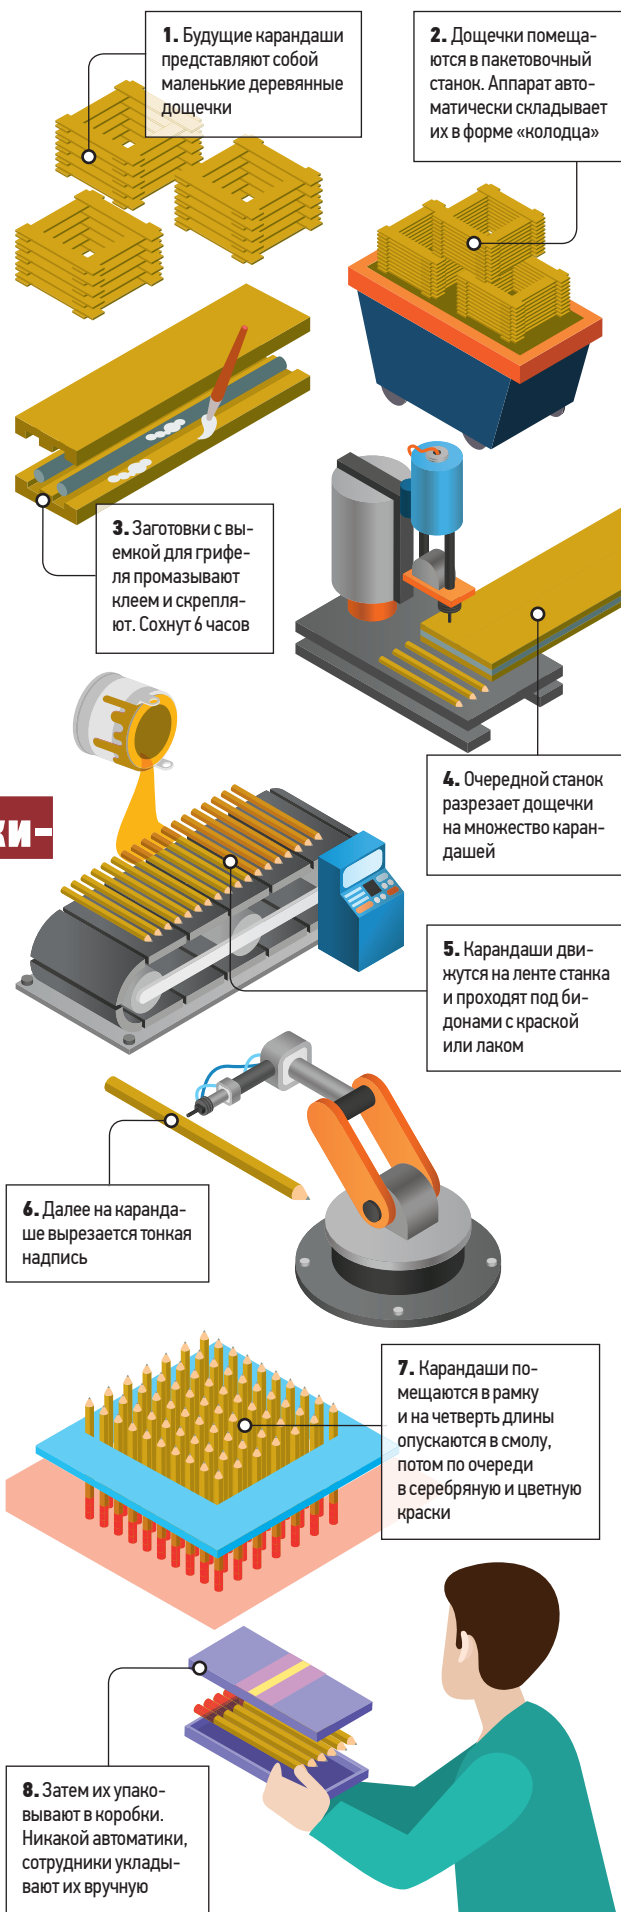 1. Будущие карандаши
представляют собой
маленькие деревянные
дощечки
2. Дощечки помеща-
ются в пакетовочный
станок. Аппарат авто-
матически складывает
их в форме «колодца»
3. Заготовки с вы-
емкой для грифе-
ля промазывают
клеем и скрепля-
ют. Сохнут 6 часов
4. Очередной станок
разрезает дощечки
на множество каран-
дашей
ки-
5. Карандаши дви-
жутся на ленте станка
и проходят под би-
донами с краской
или лаком
6. Далее на каранда-
ше вырезается тонкая
надпись
7. Карандаши по-
мещаются в рамку
и на четверть длины
опускаются в смолу,
потом по очереди
в серебряную и цветную
краски
8. Затем их упако-
вывают в коробки.
Никакой автоматики,
сотрудники уклады-
вают их вручную